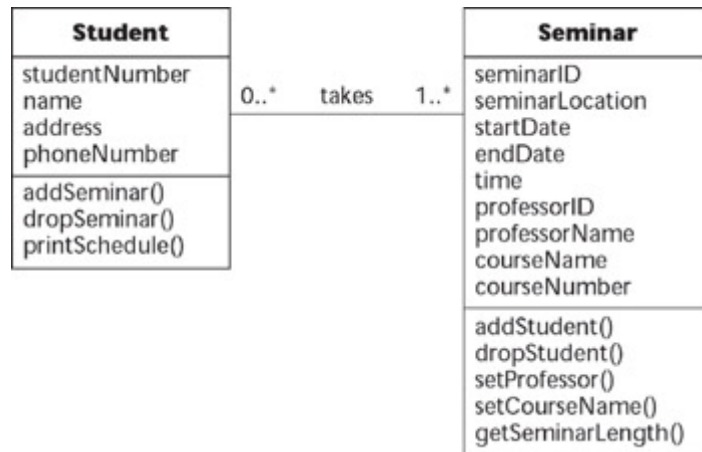 Student
studentNumber
name
address
phoneNumber
addSeminar()
dropSeminar()
printSchedule()
0..* takes 1..*
Seminar
seminarID
seminarLocation
startDate
endDate
time
professorID
professorName
courseName
courseNumber
addStudent()
dropStudent()
setProfessor()
setCourseName()
getSeminarLength()